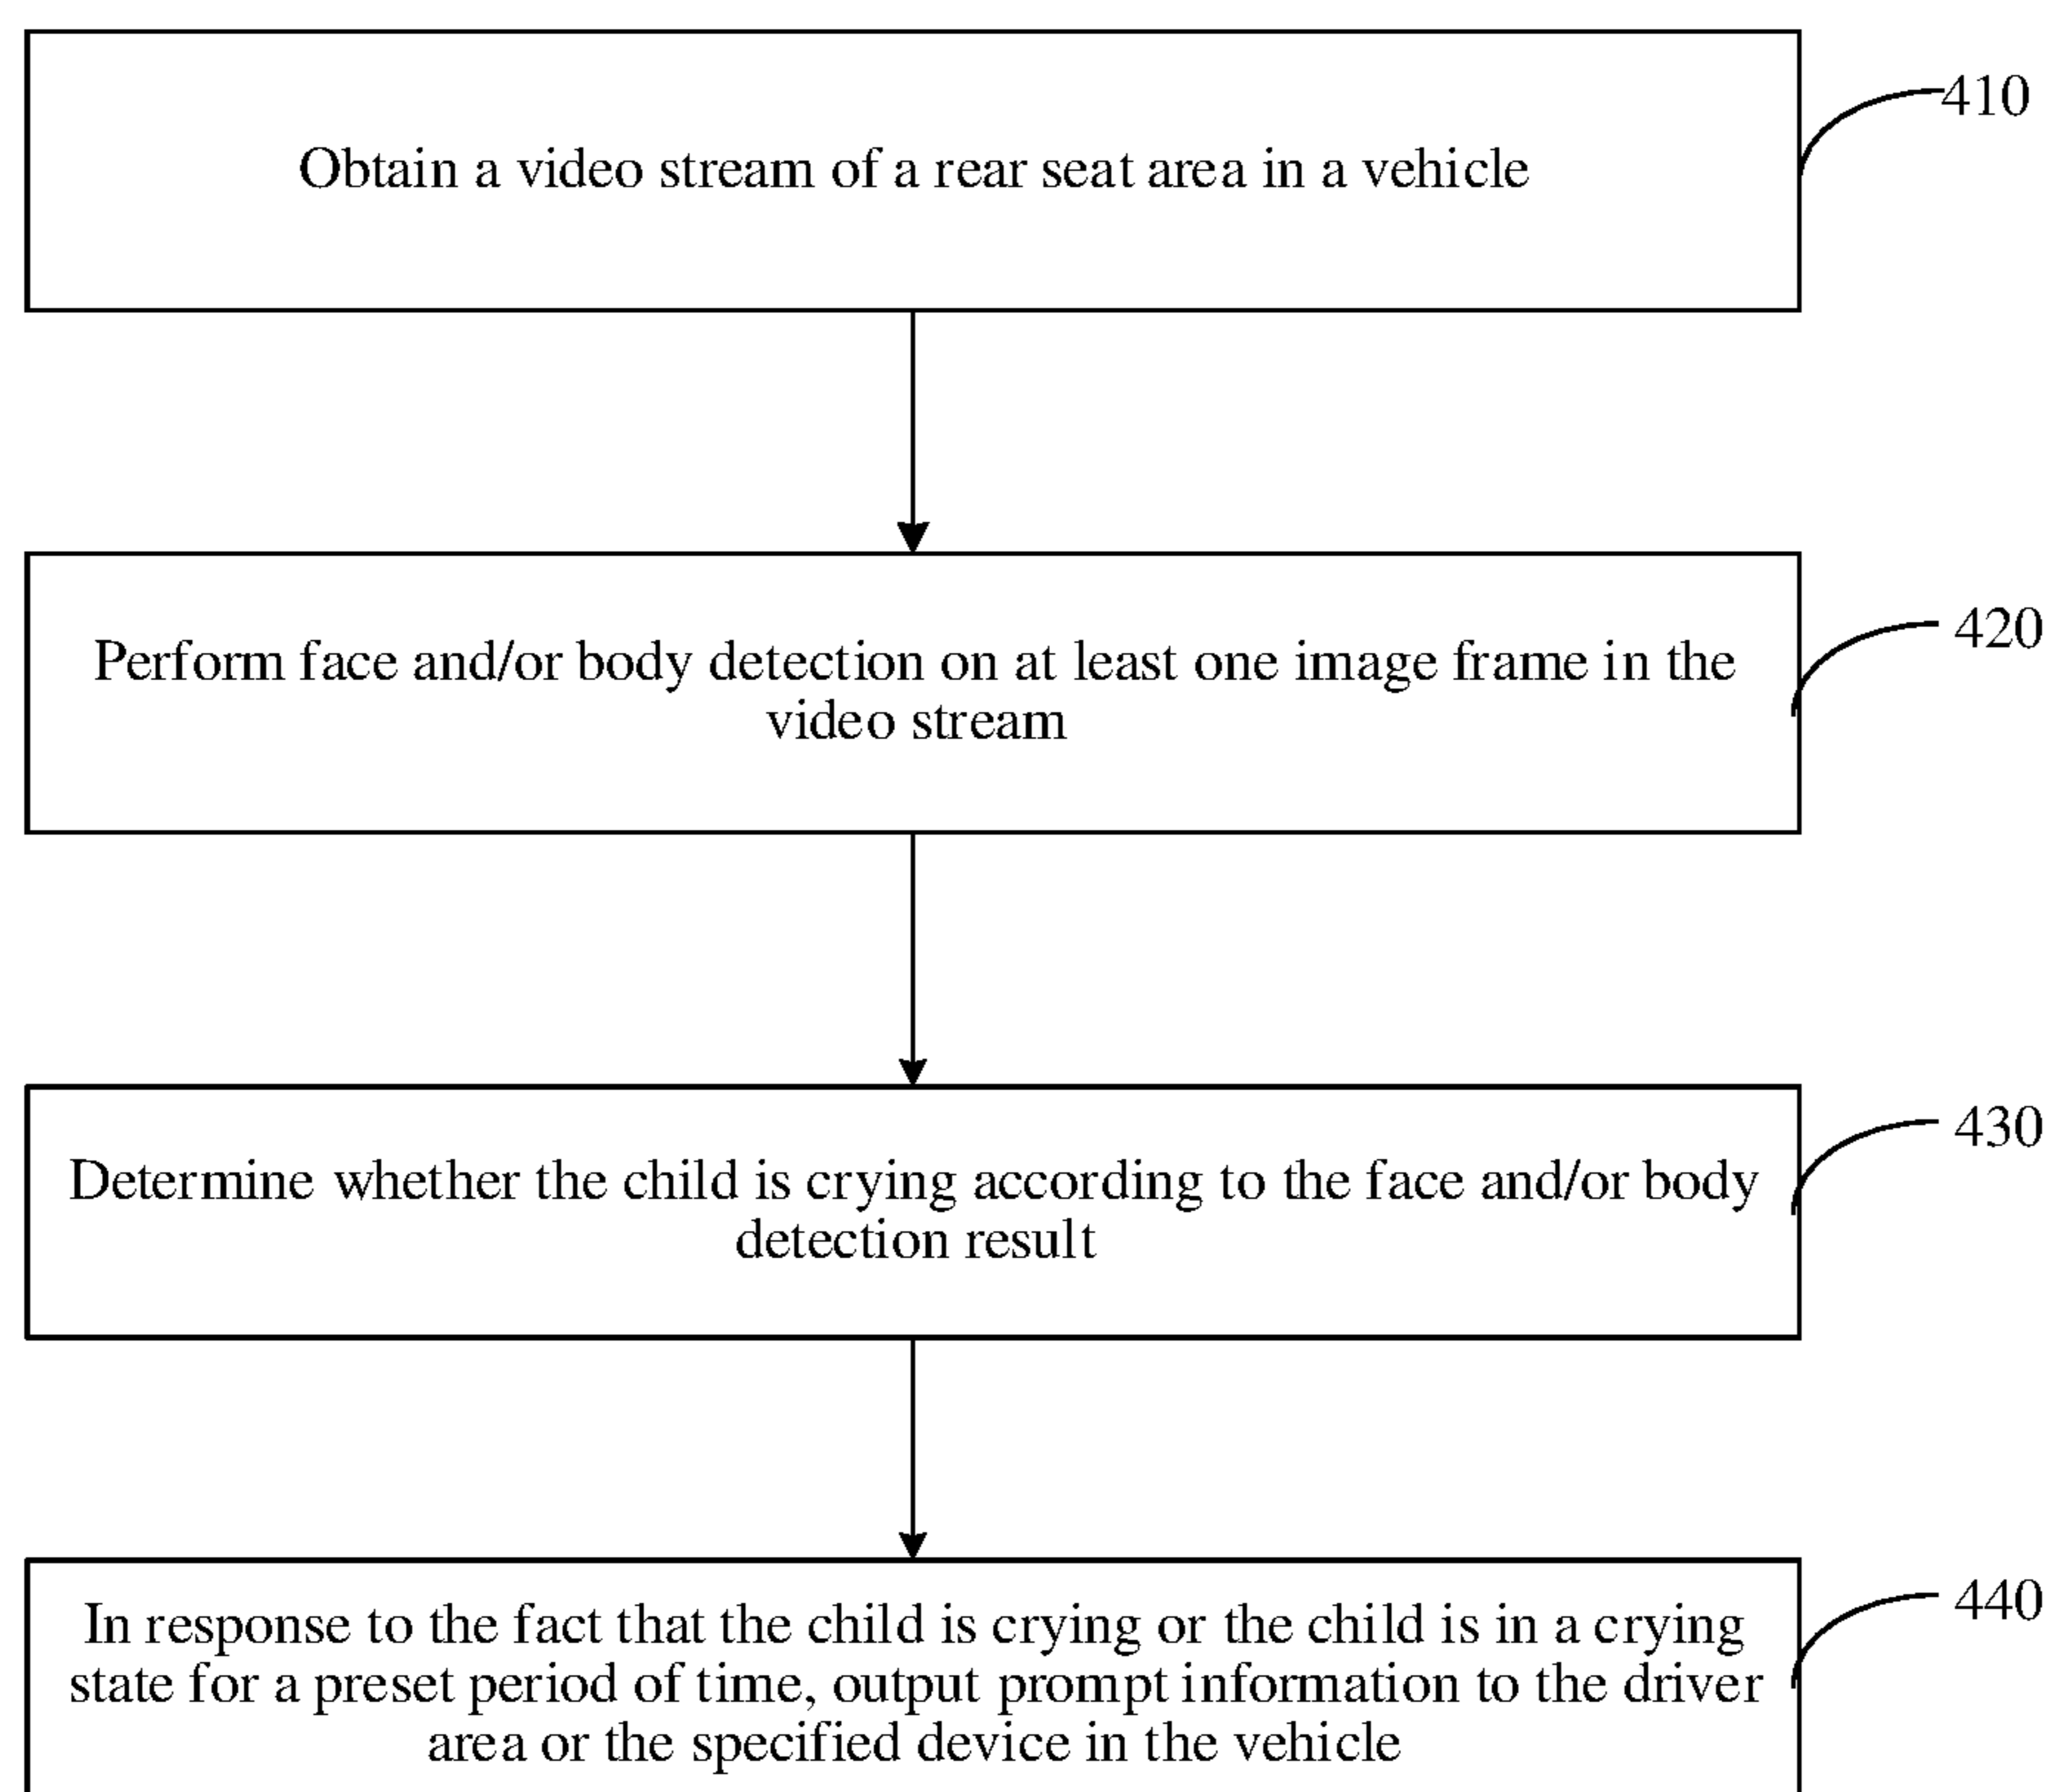 410
Obtain a video stream of a rear seat area in a vehicle
420
Perform face and/or body detection on at least one image frame in the
video stream
430
Determine whether the child is crying according to the face and/or body
detection result
440
In response to the fact that the child is crying or the child is in a crying
state for a preset period of time, output prompt information to the driver
area or the specified device in the vehicle